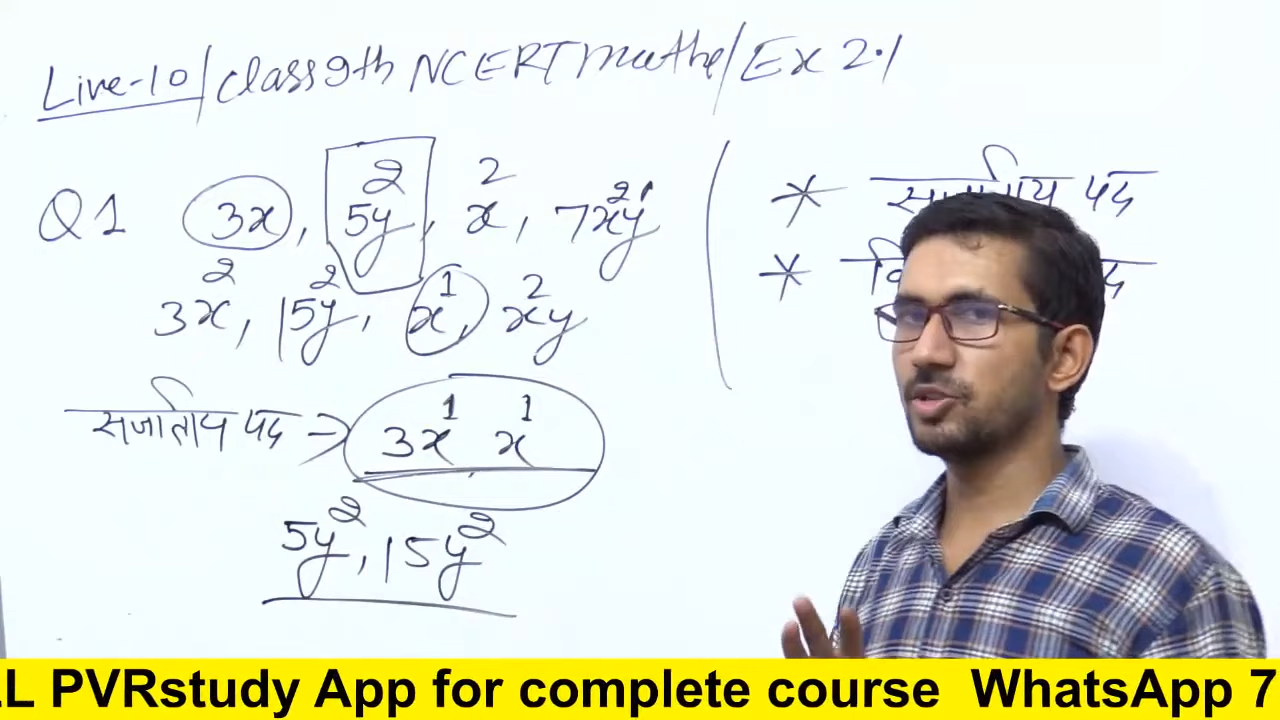 Live-10/class 9th NCERT maths/Ex 2.1
Q1 3x, 5y², x², 7x²y¹
3x², 15y², x¹, x²y
सजातिय पद ⇒ 3x¹ x¹
5y², 15y²
* सजातिय पद
*
L PVRstudy App for complete course WhatsApp 7